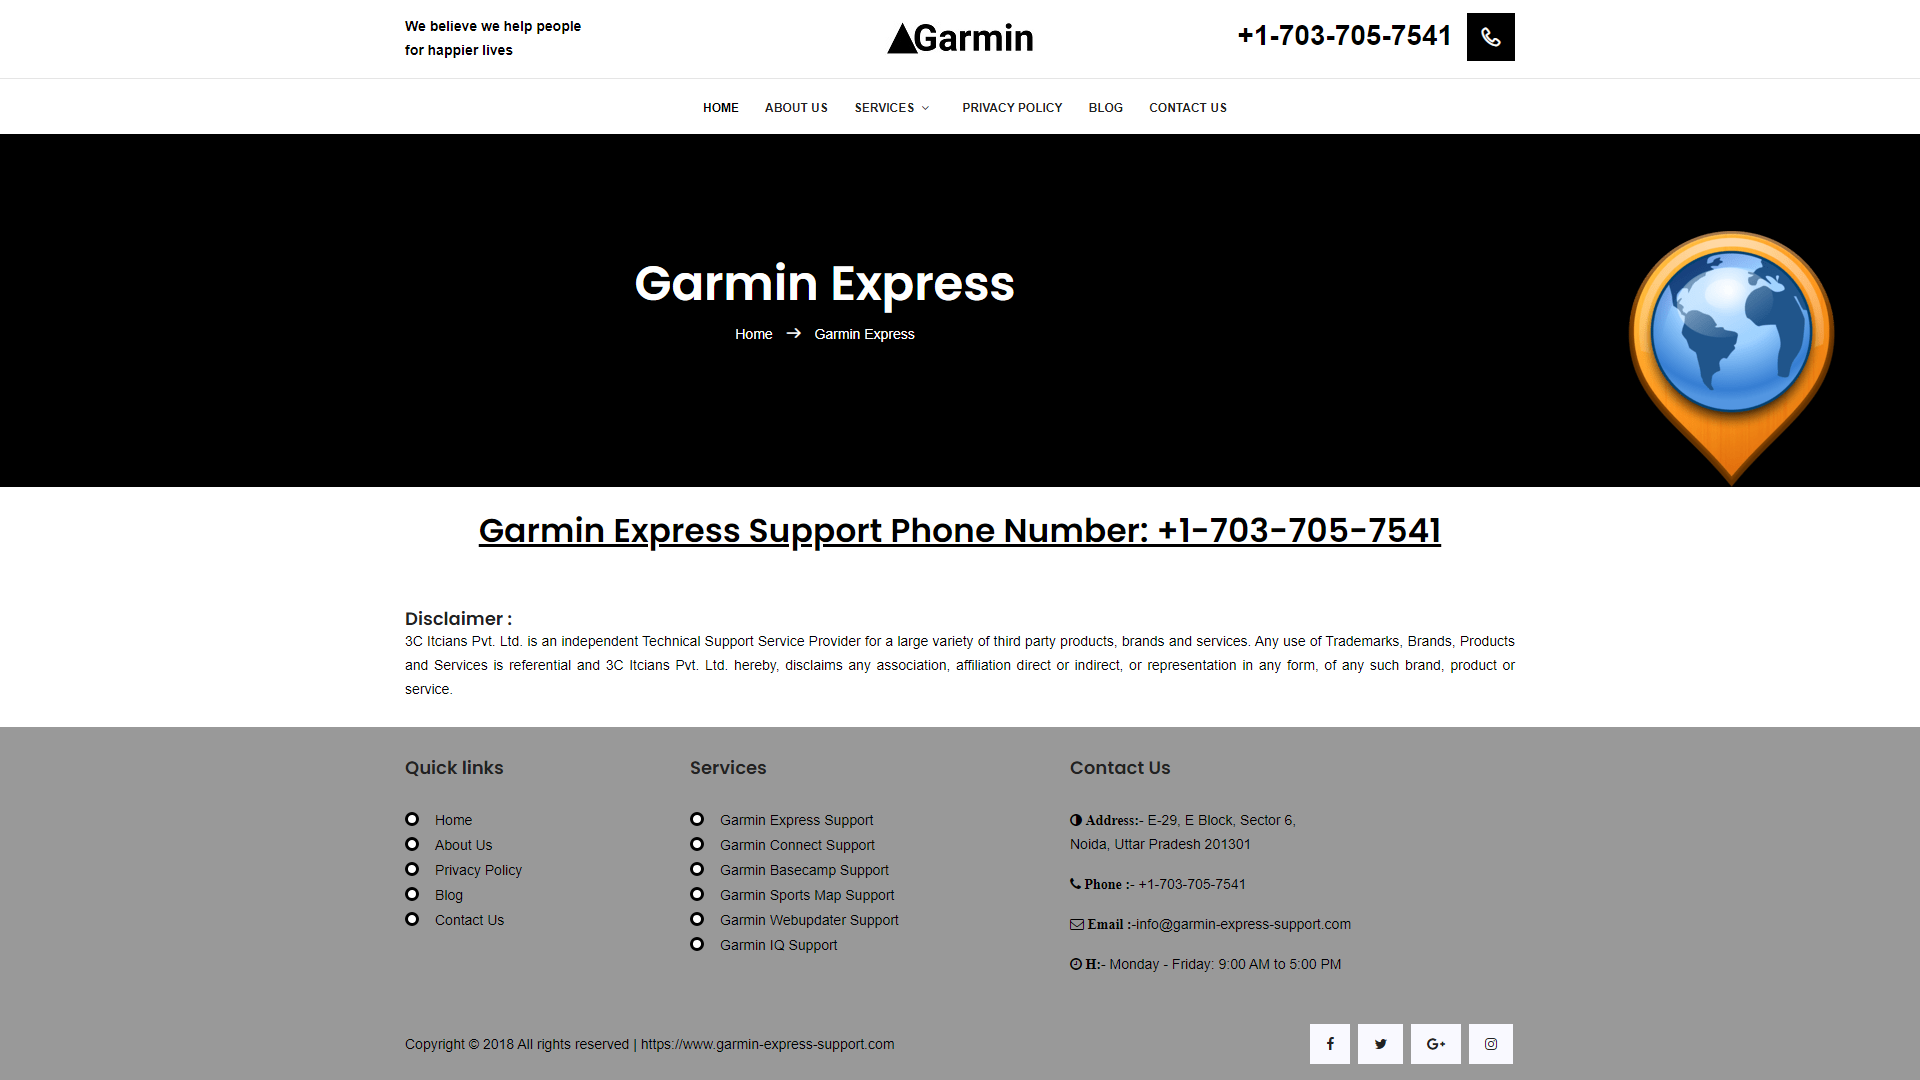 We believe we help people
for happier lives
Garmin
+1-703-705-7541
HOME ABOUT US SERVICES PRIVACY POLICY BLOG CONTACT US
Garmin Express
Home → Garmin Express
Garmin Express Support Phone Number: +1-703-705-7541
Disclaimer :
3C Itcians Pvt. Ltd. is an independent Technical Support Service Provider for a large variety of third party products, brands and services. Any use of Trademarks, Brands, Products
and Services is referential and 3C Itcians Pvt. Ltd. hereby, disclaims any association, affiliation direct or indirect, or representation in any form, of any such brand, product or
service.
Quick links
Home
About Us
Privacy Policy
Blog
Contact Us
Services
Garmin Express Support
Garmin Connect Support
Garmin Basecamp Support
Garmin Sports Map Support
Garmin Webupdater Support
Garmin IQ Support
Contact Us
Address:- E-29, E Block, Sector 6,
Noida, Uttar Pradesh 201301
Phone :- +1-703-705-7541
Email :-info@garmin-express-support.com
H:- Monday - Friday: 9:00 AM to 5:00 PM
Copyright © 2018 All rights reserved | https://www.garmin-express-support.com